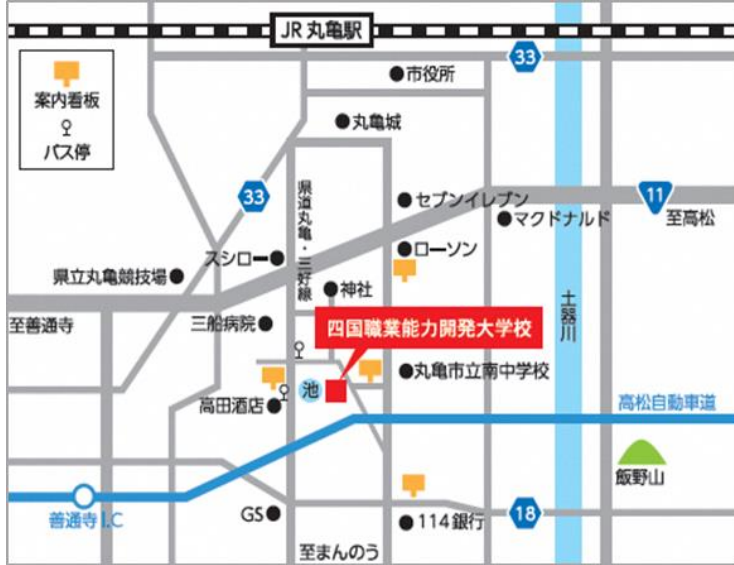 JR 丸亀駅
33
市役所
案内看板
バス停
丸亀城
33
県道丸亀・三好線
セブンイレブン
11
マクドナルド
至高松
スシロー
ローソン
県立丸亀競技場
神社
土器川
至善通寺
三船病院
四国職業能力開発大学校
丸亀市立南中学校
池
高田酒店
高松自動車道
飯野山
善通寺I.C
GS
114銀行
18
至まんのう